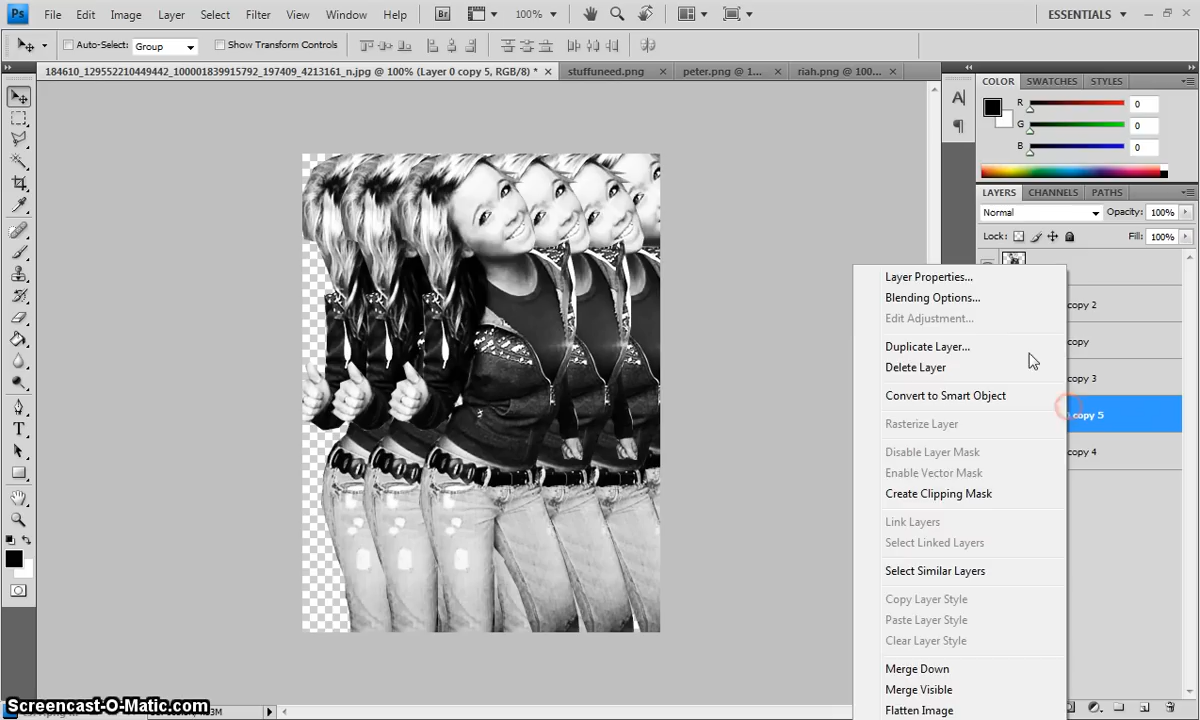 Ps File Edit Image Layer Select Filter View Window Help Br 100% ESSENTIALS
Auto-Select: Group Show Transform Controls
184610_129552210449442_100001839915792_197409_4213161_n.jpg @ 100% (Layer 0 copy 5, RGB/8) * stuffuneed.png peter.png @ 1... riah.png @ 100...
COLOR SWATCHES STYLES
R 0
G 0
B 0
LAYERS CHANNELS PATHS
Normal Opacity: 100%
Lock: Fill: 100%
copy 2
copy
copy 3
copy 5
copy 4
Layer Properties...
Blending Options...
Edit Adjustment...
Duplicate Layer...
Delete Layer
Convert to Smart Object
Rasterize Layer
Disable Layer Mask
Enable Vector Mask
Create Clipping Mask
Link Layers
Select Linked Layers
Select Similar Layers
Copy Layer Style
Paste Layer Style
Clear Layer Style
Merge Down
Merge Visible
Flatten Image
Screencast-O-Matic.com